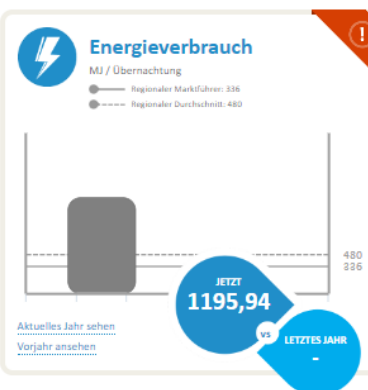 !
Energieverbrauch
MJ / Übernachtung
Regionaler Marktführer: 336
Regionaler Durchschnitt: 480
480
336
JETZT
1195,94
vs
LETZTES JAHR
-
Aktuelles Jahr sehen
Vorjahr ansehen